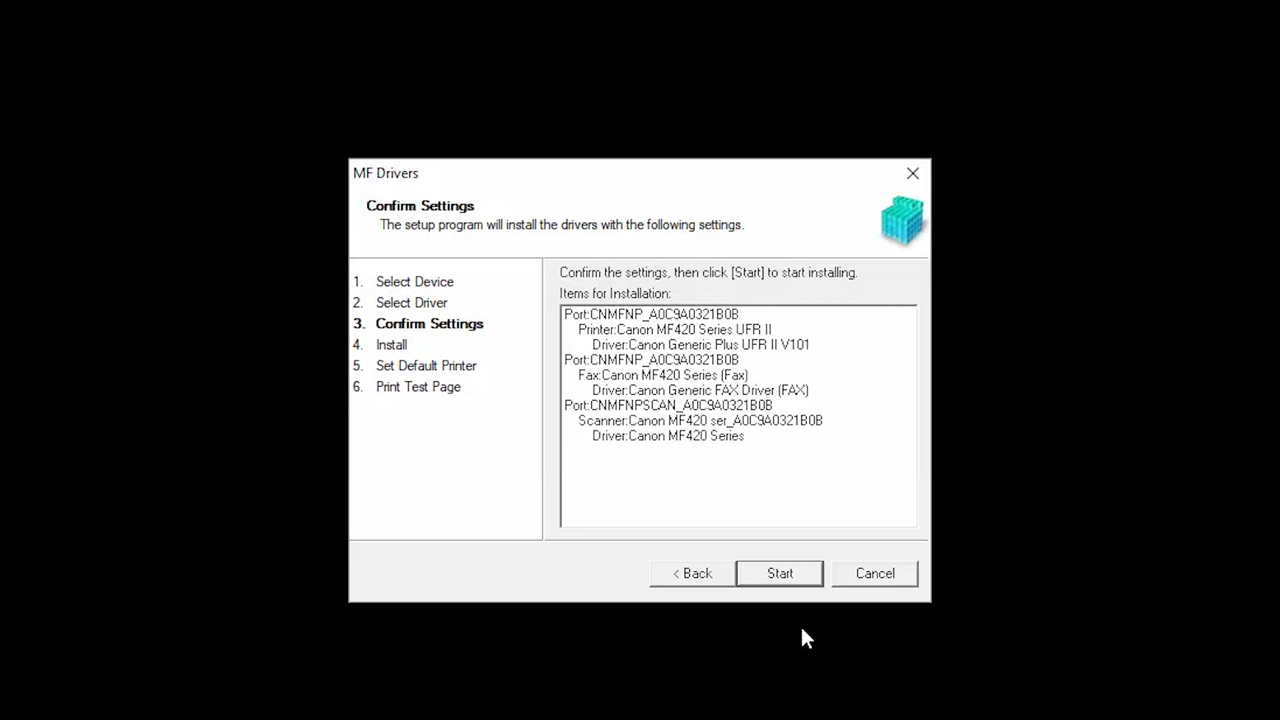 MF Drivers
Confirm Settings
The setup program will install the drivers with the following settings.
1. Select Device
2. Select Driver
3. Confirm Settings
4. Install
5. Set Default Printer
6. Print Test Page
Confirm the settings, then click [Start] to start installing.
Items for Installation:
Port:CNMFNP_A0C9A0321B0B
Printer:Canon MF420 Series UFR II
Driver:Canon Generic Plus UFR II V101
Port:CNMFNP_A0C9A0321B0B
Fax:Canon MF420 Series (Fax)
Driver:Canon Generic FAX Driver (FAX)
Port:CNMFNPSCAN_A0C9A0321B0B
Scanner:Canon MF420 ser_A0C9A0321B0B
Driver:Canon MF420 Series
< Back
Start
Cancel